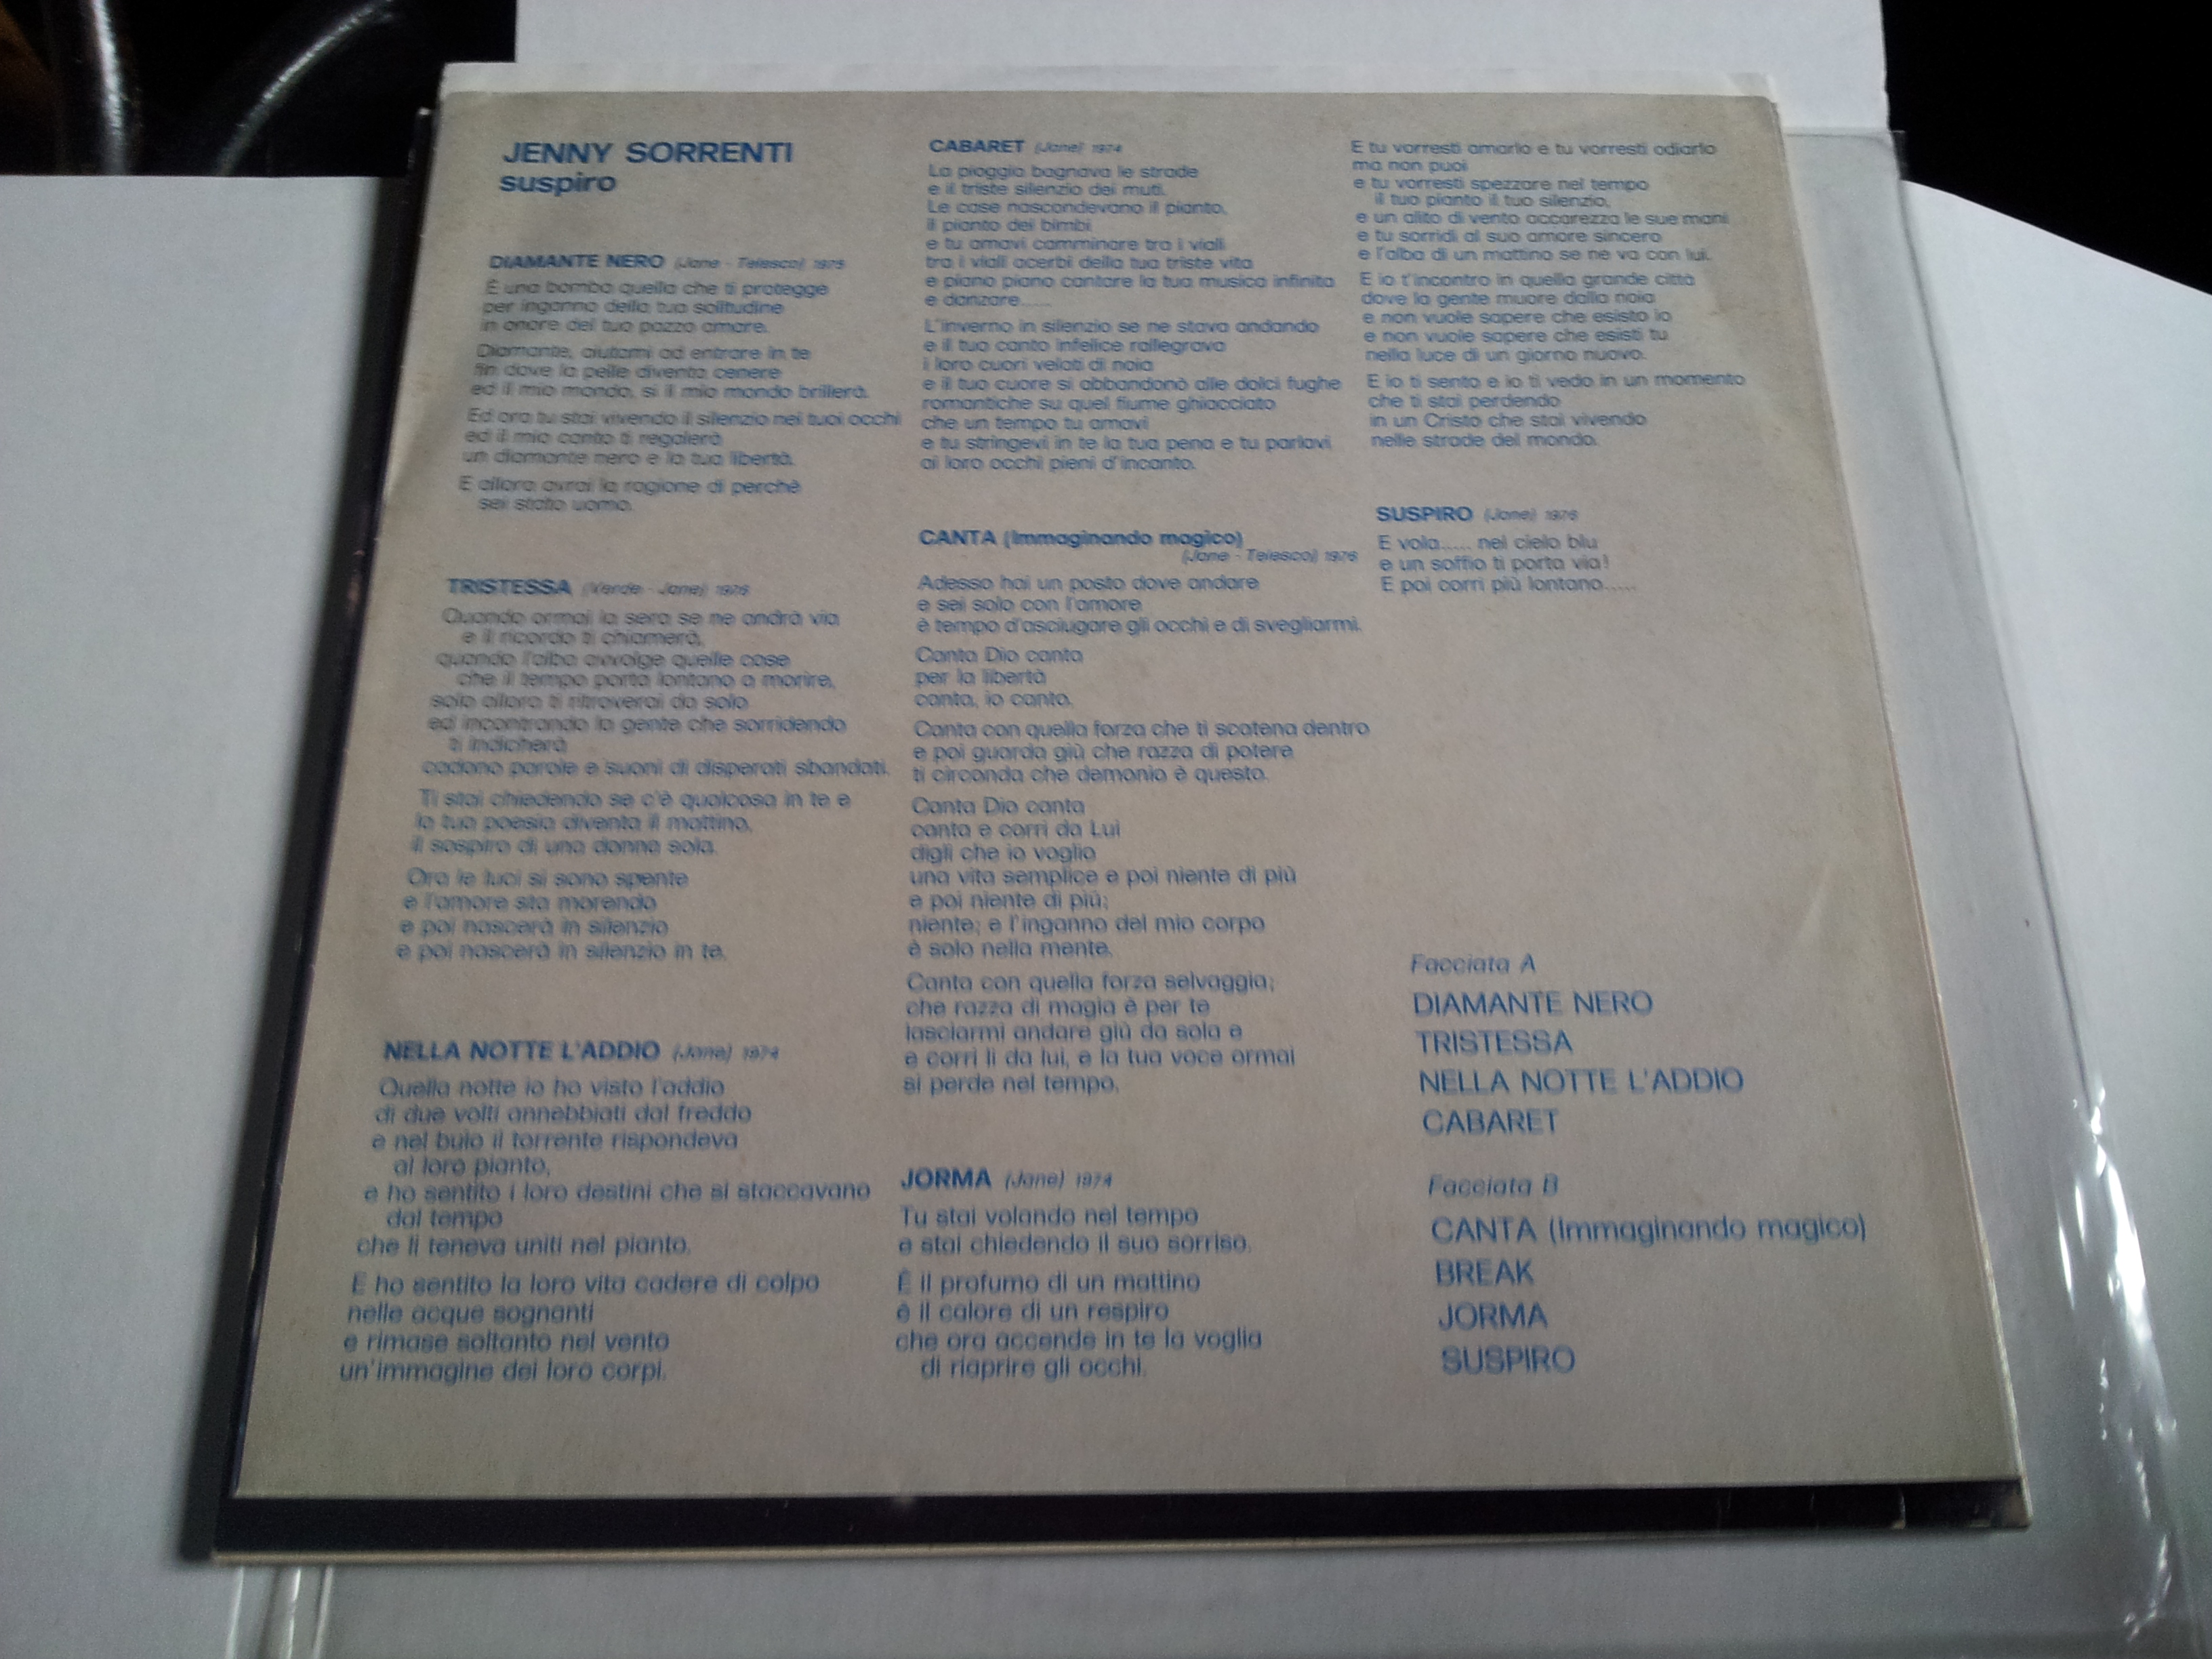 JENNY SORRENTI
suspiro
DIAMANTE NERO (Jane - Telesco) 1975
È una bomba quella che ti protegge
per inganno della tua solitudine
in onore del tuo pazzo amare.
Diamante, aiutami ad entrare in te
fin dove la pelle diventa cenere
ed il mio mondo, si il mio mondo brillerà.
Ed ora tu stai vivendo il silenzio nei tuoi occhi
ed il mio canto ti regalerà
un diamante nero e la tua libertà.
E allora avrai la ragione di perchè
sei stato uomo.
TRISTESSA (Verde - Jane) 1976
Quando ormai la sera se ne andrà via
e il ricordo ti chiamerà,
quando l'alba avvolge quelle cose
che il tempo porta lontano a morire,
solo allora ti ritroverai da solo
ed incontrando la gente che sorridendo
ti indicherà
cadono parole e suoni di disperati sbandati.
Ti stai chiedendo se c'è qualcosa in te e
la tua poesia diventa il mattino,
il sospiro di una donna sola.
Ora le luci si sono spente
e l'amore sta morendo
e poi nascerà in silenzio
e poi nascerà in silenzio in te.
NELLA NOTTE L'ADDIO (Jane) 1974
Quella notte io ho visto l'addio
di due volti annebbiati dal freddo
e nel buio il torrente rispondeva
al loro pianto,
e ho sentito i loro destini che si staccavano
dal tempo
che li teneva uniti nel pianto.
E ho sentito la loro vita cadere di colpo
nelle acque sognanti
e rimase soltanto nel vento
un'immagine dei loro corpi.
CABARET (Jane) 1974
La pioggia bagnava le strade
e il triste silenzio dei muti.
Le case nascondevano il pianto,
il pianto dei bimbi
e tu amavi camminare tra i viali
tra i viali acerbi della tua triste vita
e piano piano cantare la tua musica infinita
e danzare.....
L'inverno in silenzio se ne stava andando
e il tuo canto infelice rallegrava
i loro cuori velati di noia
e il tuo cuore si abbandonò alle dolci fughe
romantiche su quel fiume ghiacciato
che un tempo tu amavi
e tu stringevi in te la tua pena e tu parlavi
ai loro occhi pieni d'incanto.
CANTA (Immaginando magico)
(Jane - Telesco) 1976
Adesso hai un posto dove andare
e sei solo con l'amore
è tempo d'asciugare gli occhi e di svegliarmi.
Canta Dio canta
per la libertà
canta, io canto.
Canta con quella forza che ti scatena dentro
e poi guarda giù che razza di potere
ti circonda che demonio è questo.
Canta Dio canta
canta e corri da Lui
digli che io voglio
una vita semplice e poi niente di più
e poi niente di più;
niente; e l'inganno del mio corpo
è solo nella mente.
Canta con quella forza selvaggia;
che razza di magia è per te
lasciarmi andare giù da sola e
e corri lì da lui, e la tua voce ormai
si perde nel tempo.
JORMA (Jane) 1974
Tu stai volando nel tempo
e stai chiedendo il suo sorriso.
È il profumo di un mattino
è il calore di un respiro
che ora accende in te la voglia
di riaprire gli occhi.
E tu vorresti amarlo e tu vorresti odiarlo
ma non puoi
e tu vorresti spezzare nel tempo
il tuo pianto il tuo silenzio,
e un alito di vento accarezza le sue mani
e tu sorridi al suo amore sincero
e l'alba di un mattino se ne va con lui.
E io t'incontro in quella grande città
dove la gente muore dalla noia
e non vuole sapere che esisto io
e non vuole sapere che esisti tu
nella luce di un giorno nuovo.
E io ti sento e io ti vedo in un momento
che ti stai perdendo
in un Cristo che stai vivendo
nelle strade del mondo.
SUSPIRO (Jane) 1976
E vola..... nel cielo blu
e un soffio ti porta via!
E poi corri più lontano.....
Facciata A
DIAMANTE NERO
TRISTESSA
NELLA NOTTE L'ADDIO
CABARET
Facciata B
CANTA (Immaginando magico)
BREAK
JORMA
SUSPIRO